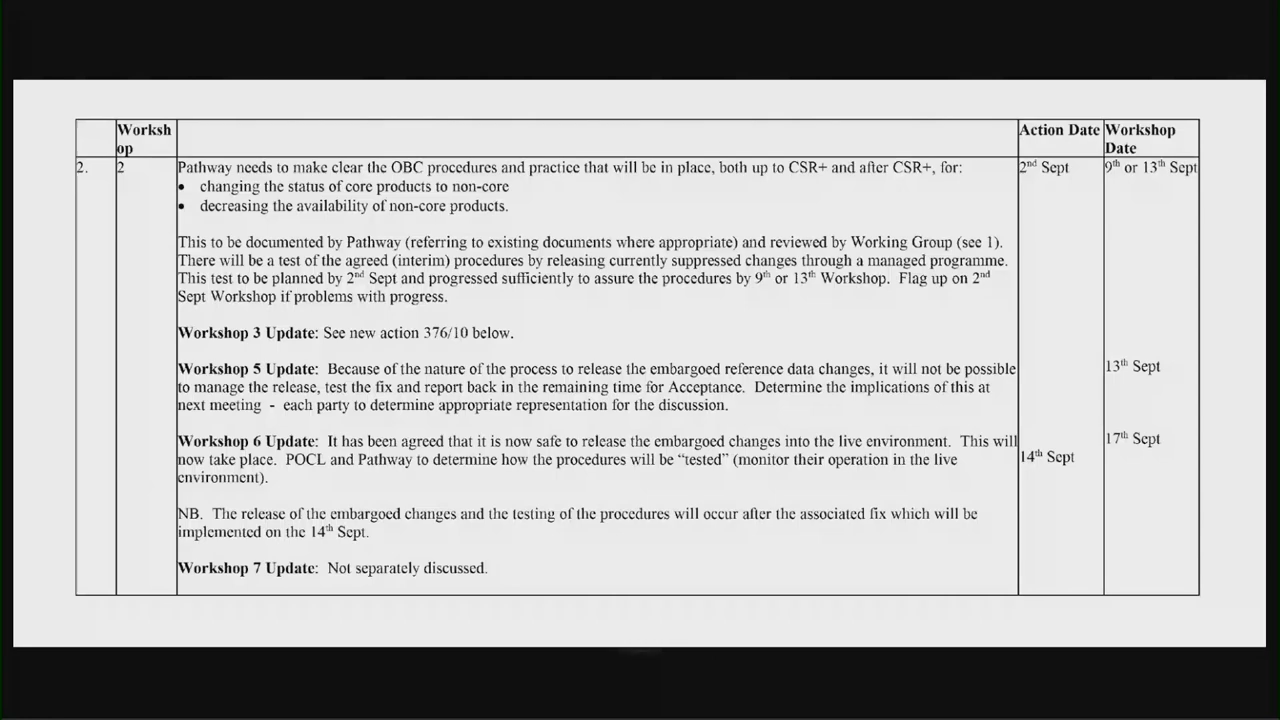 Worksh
op
Action Date
Workshop
Date
2.
2
Pathway needs to make clear the OBC procedures and practice that will be in place, both up to CSR+ and after CSR+, for:
2nd Sept
9th or 13th Sept
• changing the status of core products to non-core
• decreasing the availability of non-core products.
This to be documented by Pathway (referring to existing documents where appropriate) and reviewed by Working Group (see 1).
There will be a test of the agreed (interim) procedures by releasing currently suppressed changes through a managed programme.
This test to be planned by 2nd Sept and progressed sufficiently to assure the procedures by 9th or 13th Workshop. Flag up on 2nd
Sept Workshop if problems with progress.
Workshop 3 Update: See new action 376/10 below.
Workshop 5 Update: Because of the nature of the process to release the embargoed reference data changes, it will not be possible
13th Sept
to manage the release, test the fix and report back in the remaining time for Acceptance. Determine the implications of this at
next meeting - each party to determine appropriate representation for the discussion.
Workshop 6 Update: It has been agreed that it is now safe to release the embargoed changes into the live environment. This will
17th Sept
now take place. POCL and Pathway to determine how the procedures will be “tested” (monitor their operation in the live
14th Sept
environment).
NB. The release of the embargoed changes and the testing of the procedures will occur after the associated fix which will be
implemented on the 14th Sept.
Workshop 7 Update: Not separately discussed.